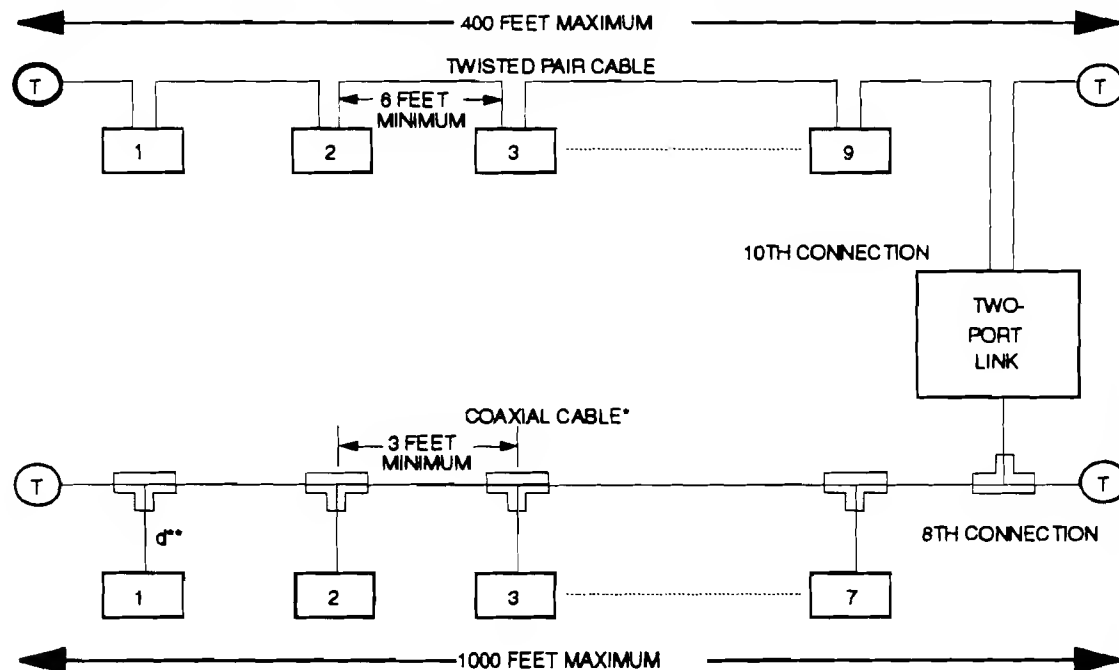 400 FEET MAXIMUM
TWISTED PAIR CABLE
T
T
6 FEET
MINIMUM
1
2
3
9
10TH CONNECTION
TWO-
PORT
LINK
COAXIAL CABLE*
3 FEET
MINIMUM
T
T
d**
8TH CONNECTION
1
2
3
7
1000 FEET MAXIMUM